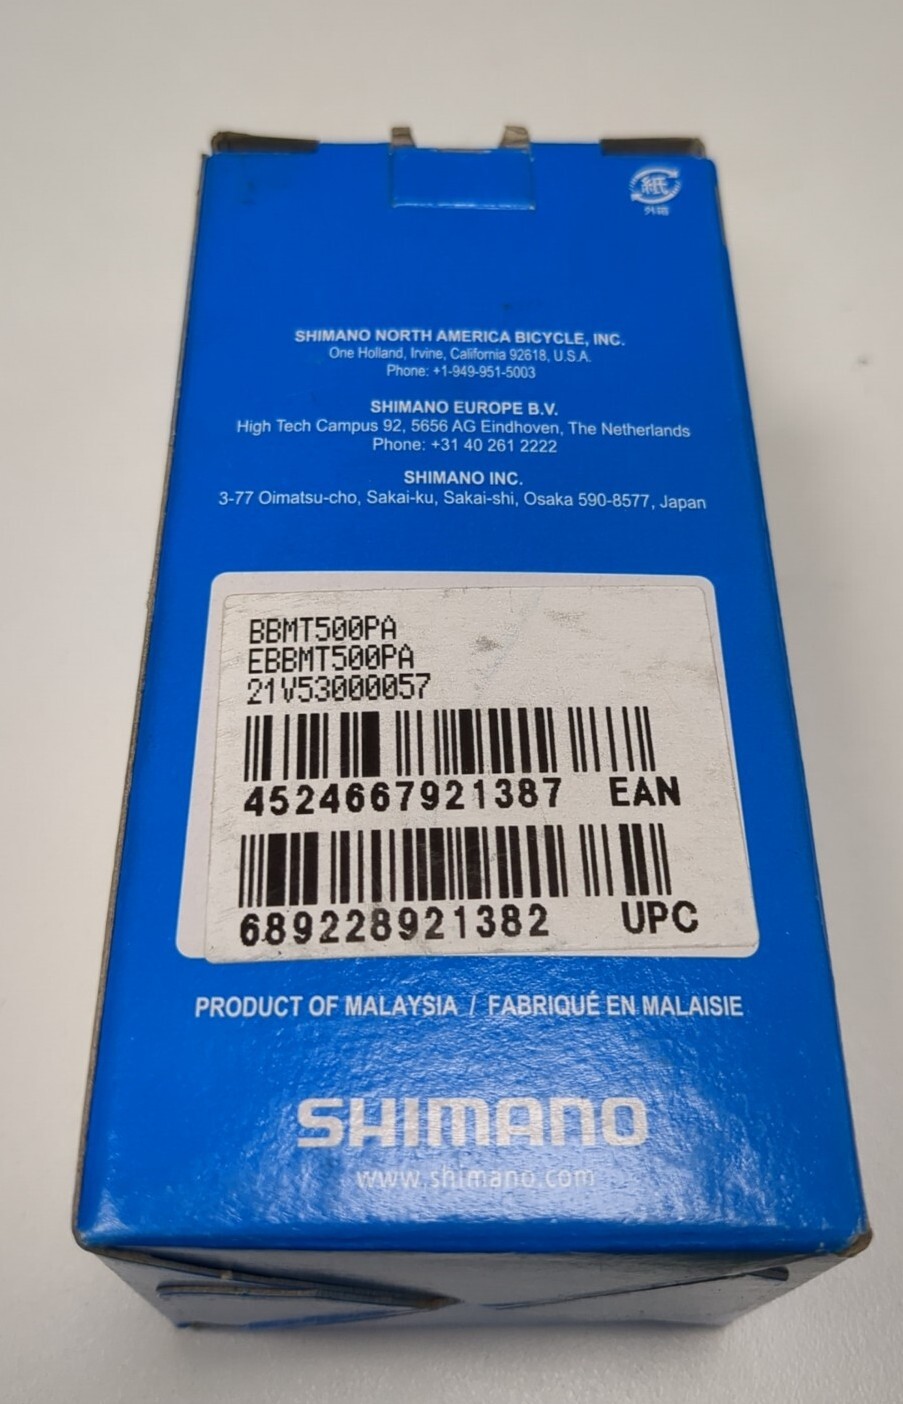 紙
外箱
SHIMANO NORTH AMERICA BICYCLE, INC.
One Holland, Irvine, California 92618, U.S.A.
Phone: +1-949-951-5003
SHIMANO EUROPE B.V.
High Tech Campus 92, 5656 AG Eindhoven, The Netherlands
Phone: +31 40 261 2222
SHIMANO INC.
3-77 Oimatsu-cho, Sakai-ku, Sakai-shi, Osaka 590-8577, Japan
BBMT500PA
EBBMT500PA
21V53000057
4524667921387 EAN
689228921382 UPC
PRODUCT OF MALAYSIA / FABRIQUÉ EN MALAISIE
SHIMANO
www.shimano.com